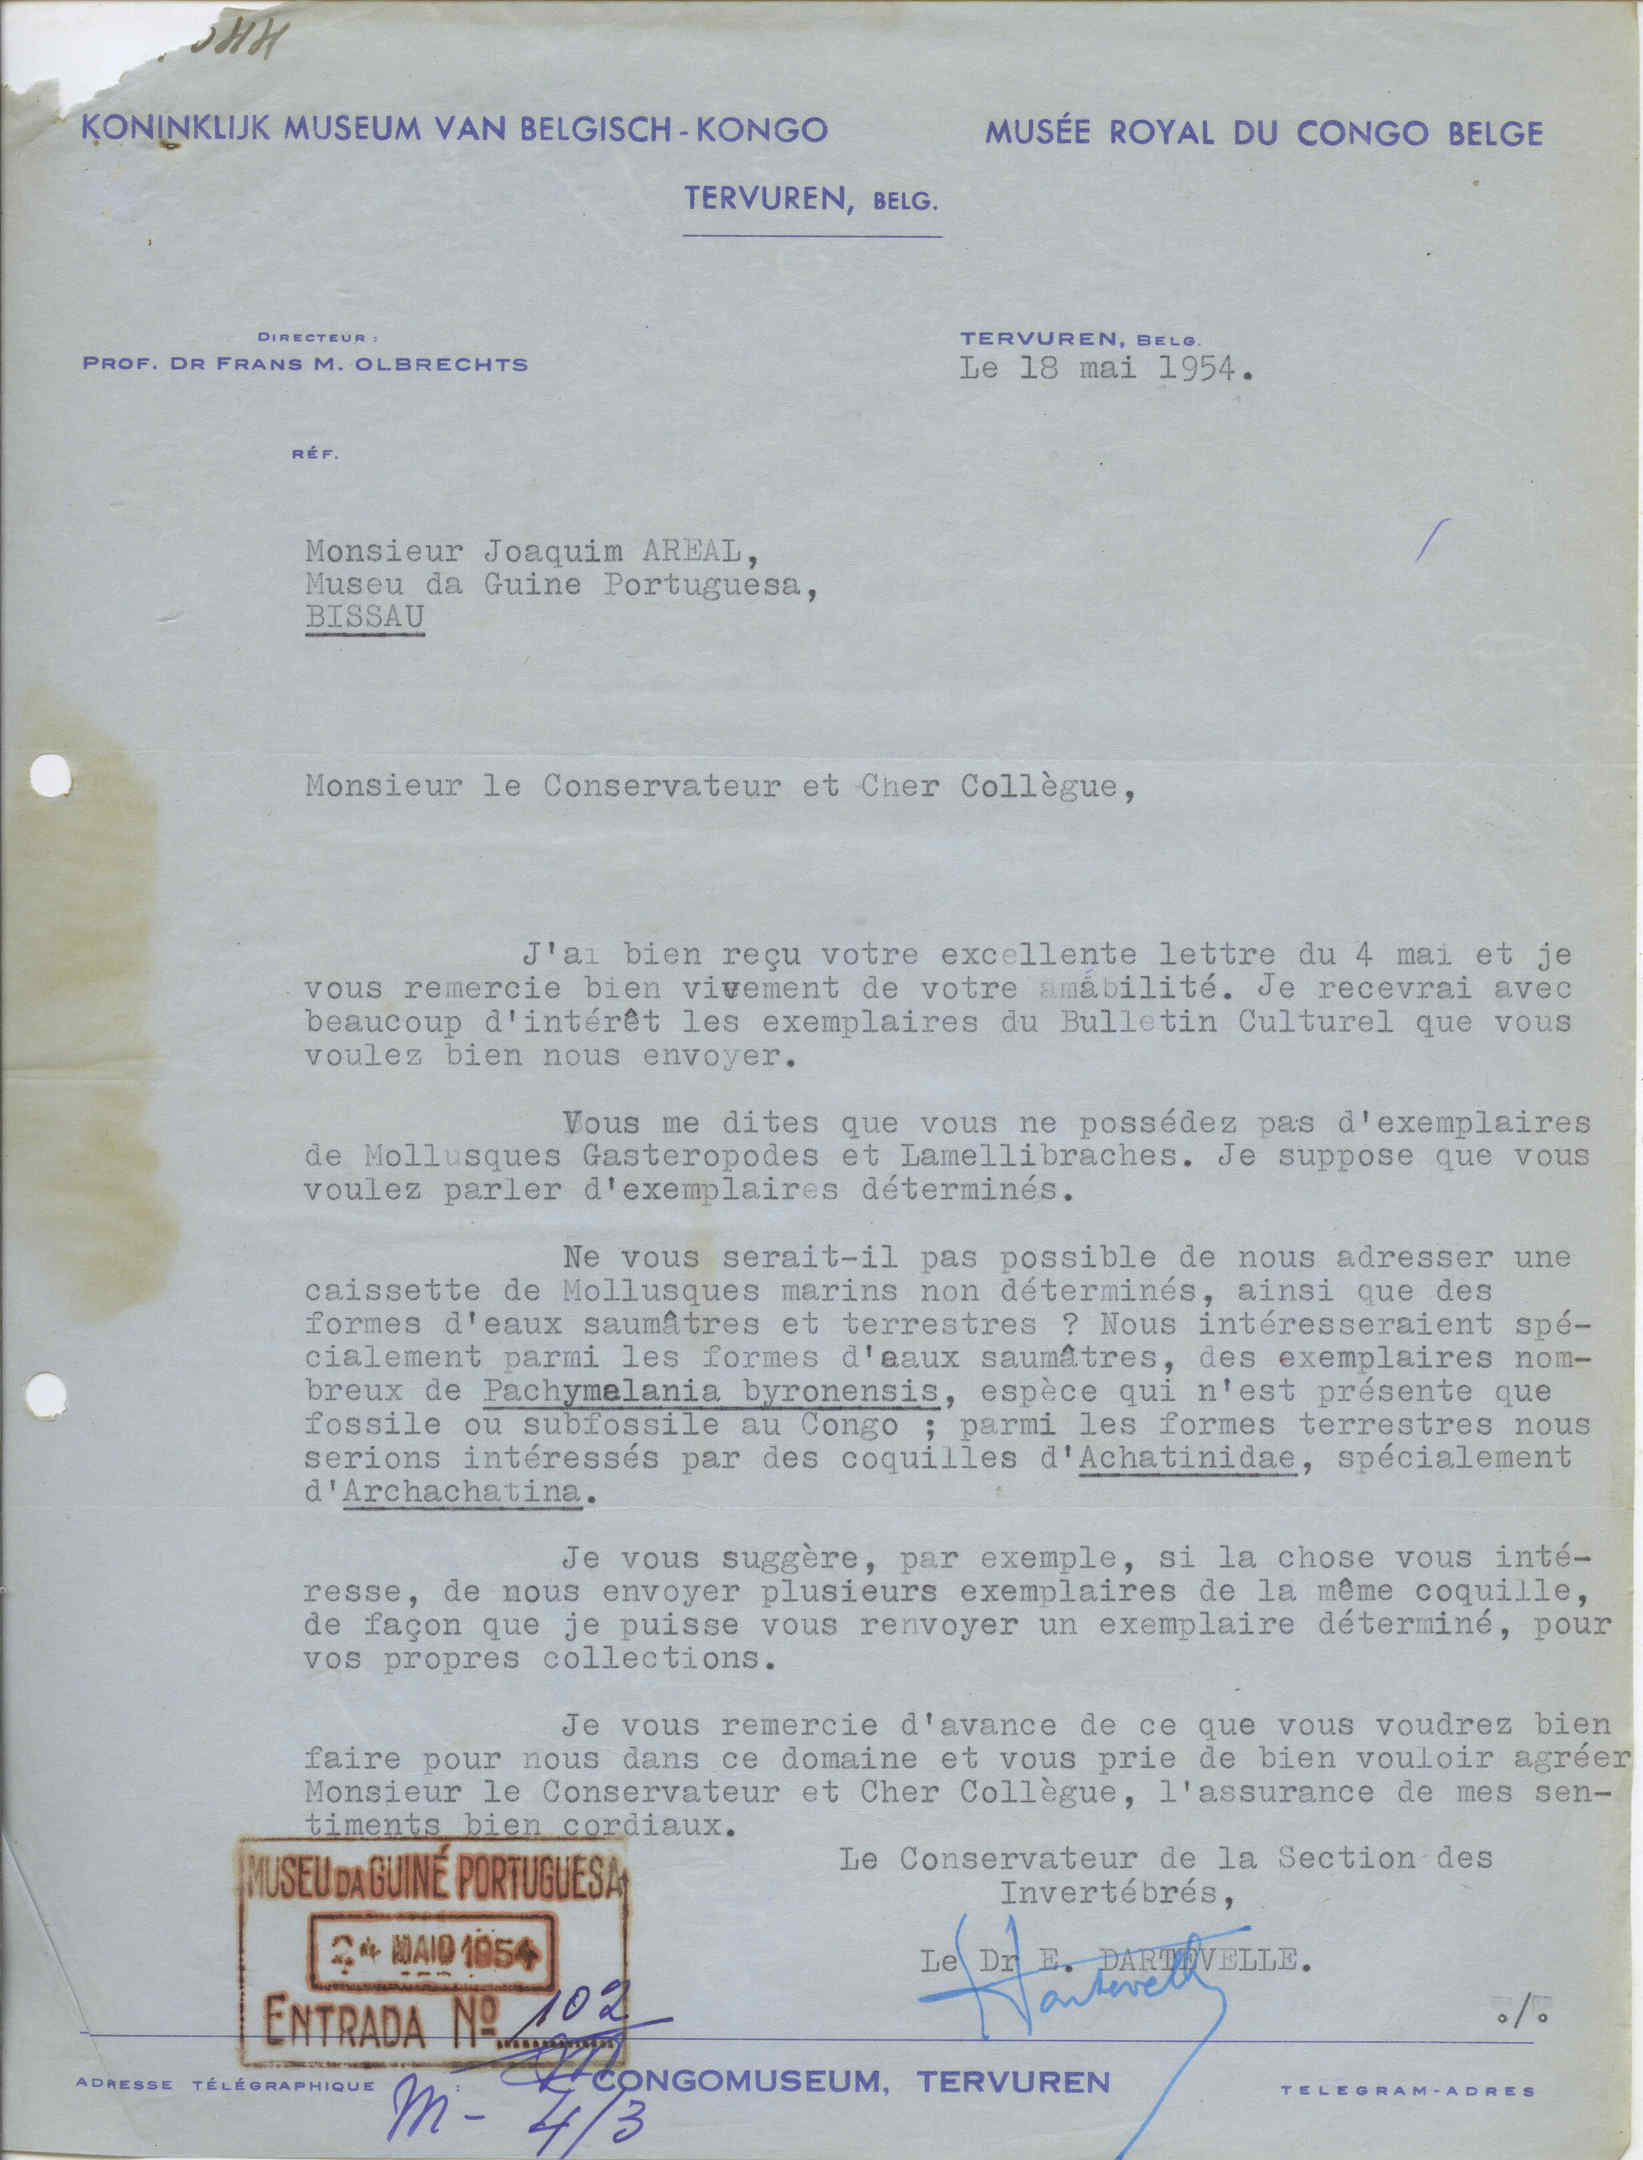 KONINKLIJK MUSEUM VAN BELGISCH-KONGO
MUSÉE ROYAL DU CONGO BELGE
TERVUREN, BELG.
DIRECTEUR :
PROF. DR FRANS M. OLBRECHTS
TERVUREN, BELG.
Le 18 mai 1954.
RÉF.
Monsieur Joaquim AREAL,
Museu da Guine Portuguesa,
BISSAU
Monsieur le Conservateur et Cher Collègue,
J'ai bien reçu votre excellente lettre du 4 mai et je
vous remercie bien vivement de votre amâbilité. Je recevrai avec
beaucoup d'intérêt les exemplaires du Bulletin Culturel que vous
voulez bien nous envoyer.
Vous me dites que vous ne possédez pas d'exemplaires
de Mollusques Gasteropodes et Lamellibraches. Je suppose que vous
voulez parler d'exemplaires déterminés.
Ne vous serait-il pas possible de nous adresser une
caissette de Mollusques marins non déterminés, ainsi que des
formes d'eaux saumâtres et terrestres ? Nous intéresseraient spé-
cialement parmi les formes d'eaux saumâtres, des exemplaires nom-
breux de Pachymelania byronensis, espèce qui n'est présente que
fossile ou subfossile au Congo ; parmi les formes terrestres nous
serions intéressés par des coquilles d'Achatinidae, spécialement
d'Archachatina.
Je vous suggère, par exemple, si la chose vous inté-
resse, de nous envoyer plusieurs exemplaires de la même coquille,
de façon que je puisse vous renvoyer un exemplaire déterminé, pour
vos propres collections.
Je vous remercie d'avance de ce que vous voudrez bien
faire pour nous dans ce domaine et vous prie de bien vouloir agréer
Monsieur le Conservateur et Cher Collègue, l'assurance de mes sen-
timents bien cordiaux.
Le Conservateur de la Section des
Invertébrés,
Le Dr E. DARTEVELLE.
MUSEU DA GUINÉ PORTUGUESA
24 MAIO 1954
ENTRADA Nº 102
./.
ADRESSE TÉLÉGRAPHIQUE : CONGOMUSEUM, TERVUREN TELEGRAM-ADRES
M - 4/3